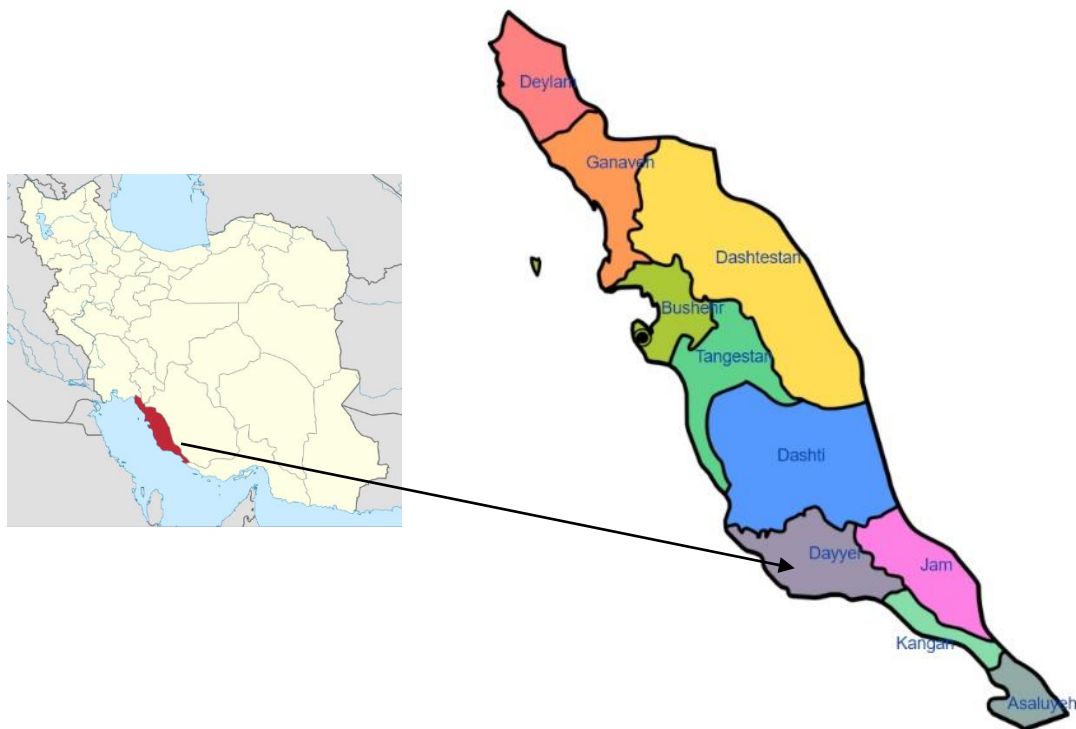 Deylam
Ganaveh
Dashtestan
Bushehr
Tangestan
Dashti
Dayyer
Jam
Kangan
Asaluyeh